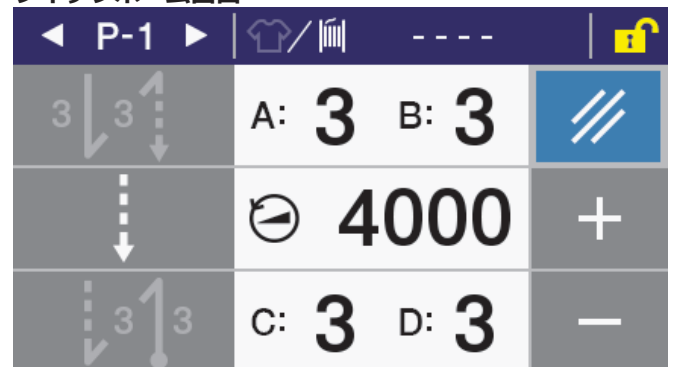 ◀ P-1 ▶ / ----
3 3 A: 3 B: 3
4000 +
3 3 C: 3 D: 3 −